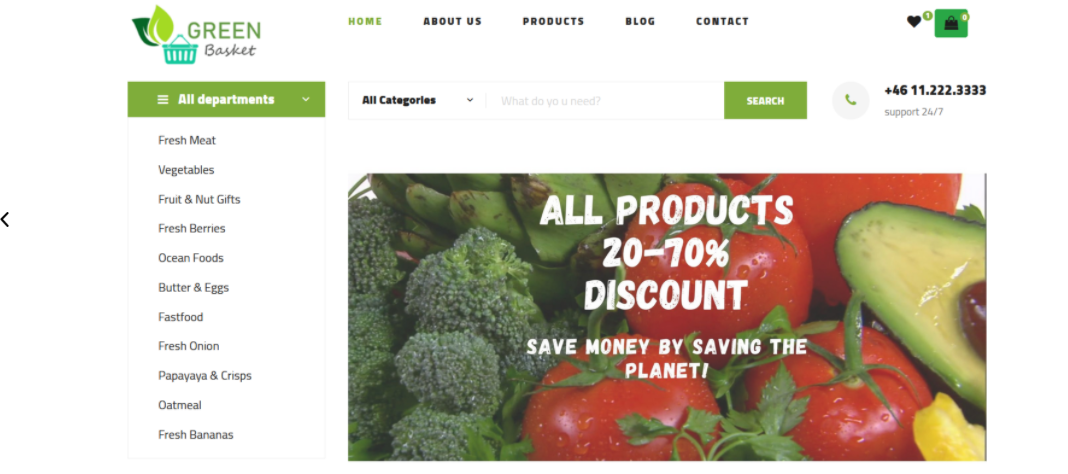 GREEN
Basket
HOME ABOUT US PRODUCTS BLOG CONTACT
1
0
All departments
All Categories
What do yo u need?
SEARCH
+46 11.222.3333
support 24/7
Fresh Meat
Vegetables
Fruit & Nut Gifts
Fresh Berries
Ocean Foods
Butter & Eggs
Fastfood
Fresh Onion
Papayaya & Crisps
Oatmeal
Fresh Bananas
ALL PRODUCTS
20-70%
DISCOUNT
SAVE MONEY BY SAVING THE
PLANET!